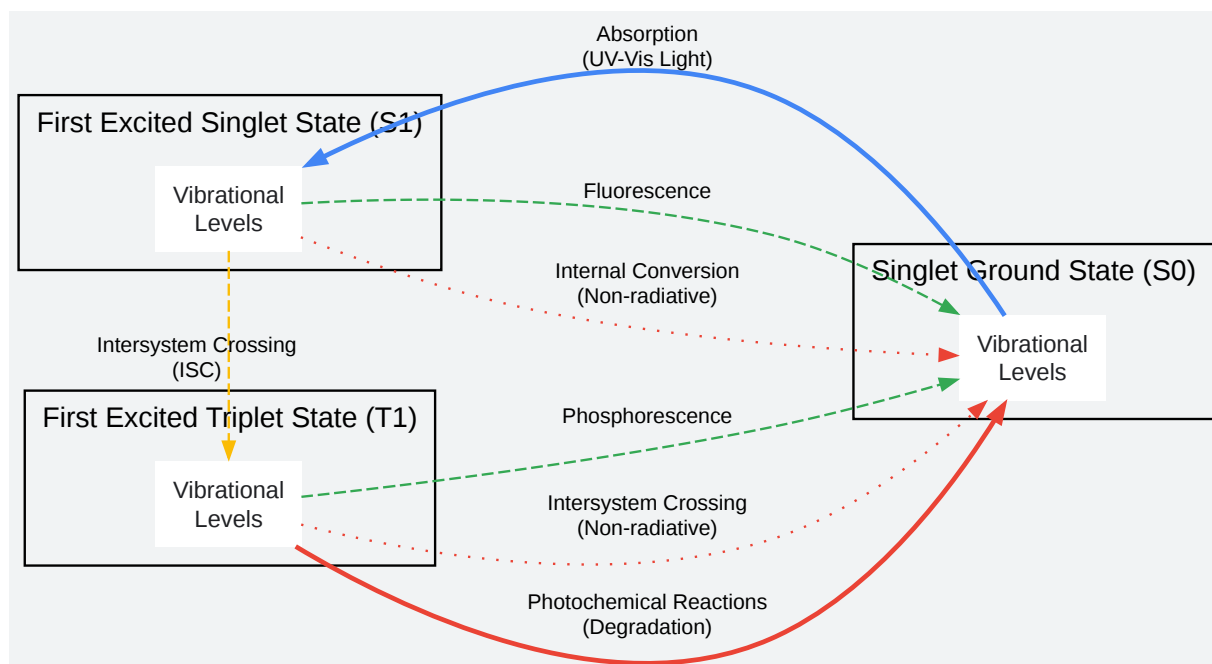 Absorption
(UV-Vis Light)
First Excited Singlet State (S1)
Vibrational
Levels
Fluorescence
Internal Conversion
(Non-radiative)
Singlet Ground State (S0)
Vibrational
Levels
Intersystem Crossing
(ISC)
First Excited Triplet State (T1)
Vibrational
Levels
Phosphorescence
Intersystem Crossing
(Non-radiative)
Photochemical Reactions
(Degradation)